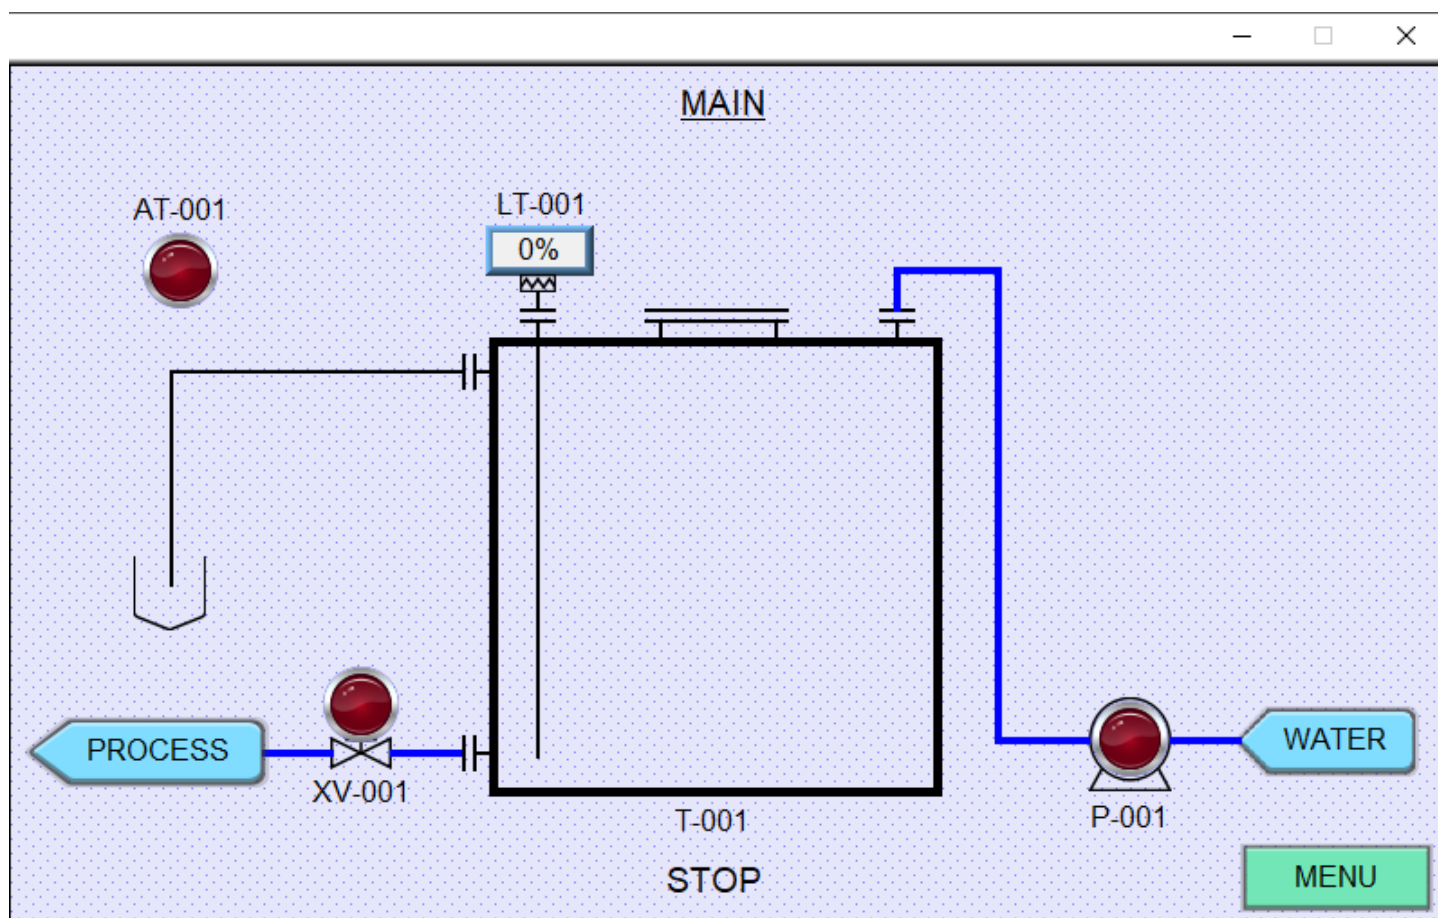 MAIN
AT-001
LT-001
0%
PROCESS
XV-001
T-001
P-001
WATER
STOP
MENU